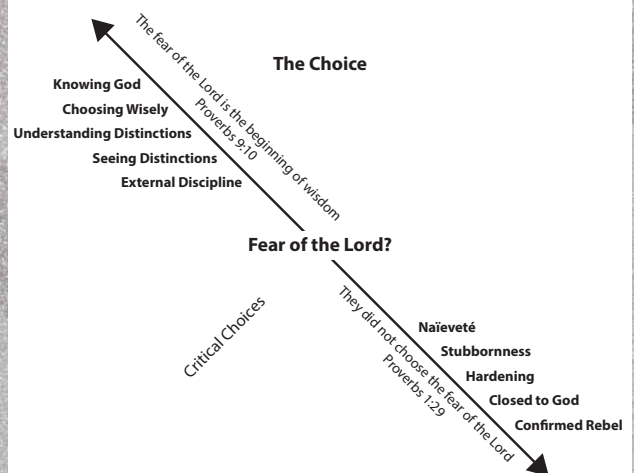 The Choice
The fear of the Lord is the beginning of wisdom
Proverbs 9:10
Knowing God
Choosing Wisely
Understanding Distinctions
Seeing Distinctions
External Discipline
Fear of the Lord?
Critical Choices
They did not choose the fear of the Lord
Proverbs 1:29
Naïeveté
Stubbornness
Hardening
Closed to God
Confirmed Rebel